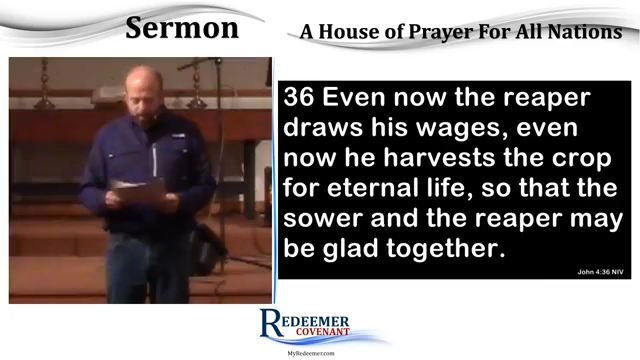 Sermon
A House of Prayer For All Nations
36 Even now the reaper
draws his wages, even
now he harvests the crop
for eternal life, so that the
sower and the reaper may
be glad together.
John 4:36 NIV
REDEEMER
COVENANT
MyRedeemer.com